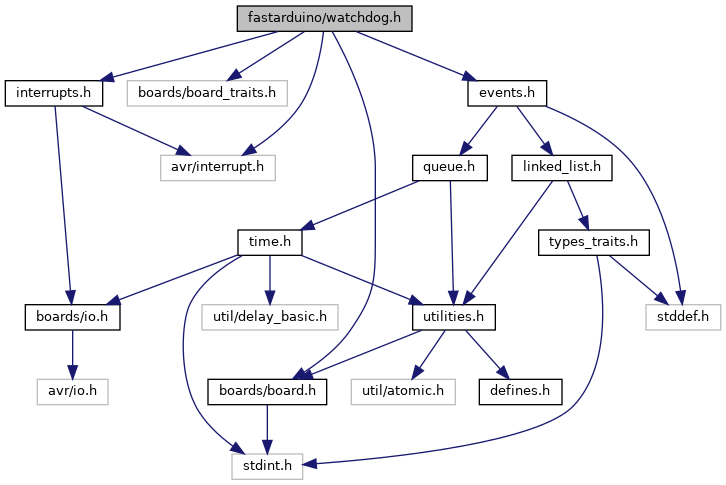 fastarduino/watchdog.h
interrupts.h
boards/board_traits.h
events.h
avr/interrupt.h
queue.h
linked_list.h
time.h
types_traits.h
boards/io.h
util/delay_basic.h
utilities.h
stddef.h
avr/io.h
boards/board.h
util/atomic.h
defines.h
stdint.h